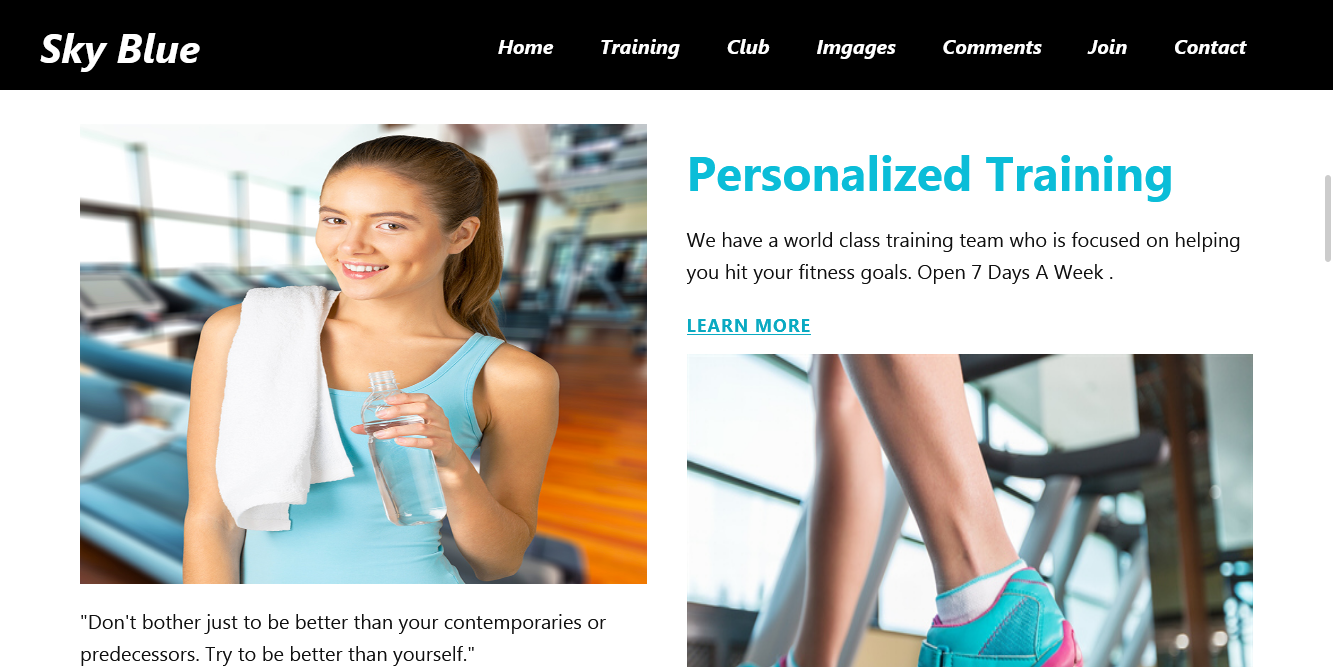 Sky Blue
Home Training Club Imgages Comments Join Contact
Personalized Training
We have a world class training team who is focused on helping
you hit your fitness goals. Open 7 Days A Week .
LEARN MORE
"Don't bother just to be better than your contemporaries or
predecessors. Try to be better than yourself."